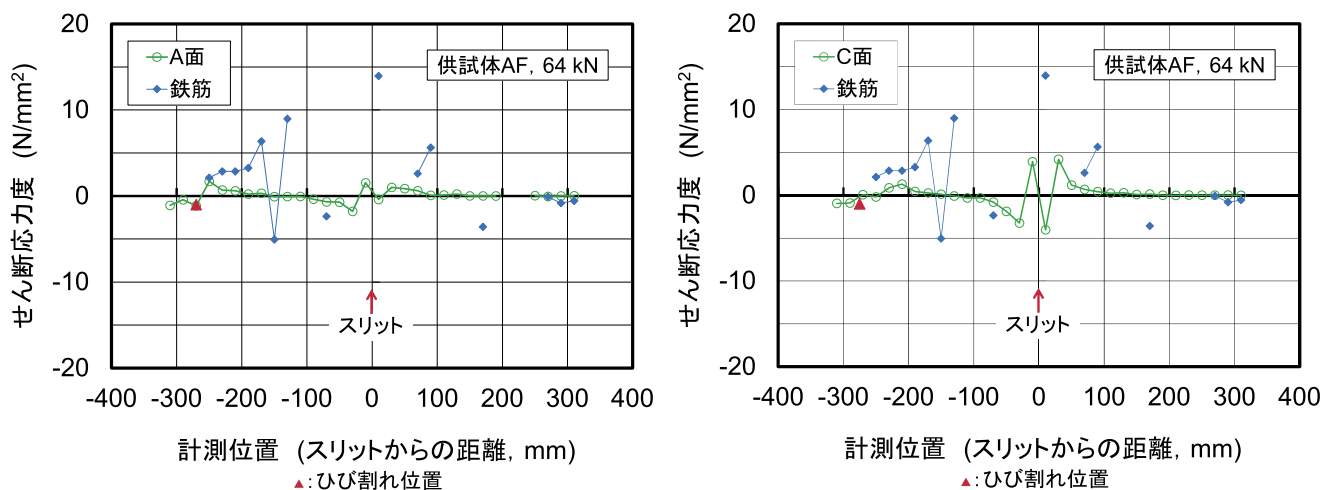 せん断応力度 (N/mm²)
20
10
0
-10
-20
A面
鉄筋
供試体AF, 64 kN
スリット
-400 -300 -200 -100 0 100 200 300 400
計測位置 (スリットからの距離, mm)
▲:ひび割れ位置
せん断応力度 (N/mm²)
20
10
0
-10
-20
C面
鉄筋
供試体AF, 64 kN
スリット
-400 -300 -200 -100 0 100 200 300 400
計測位置 (スリットからの距離, mm)
▲:ひび割れ位置